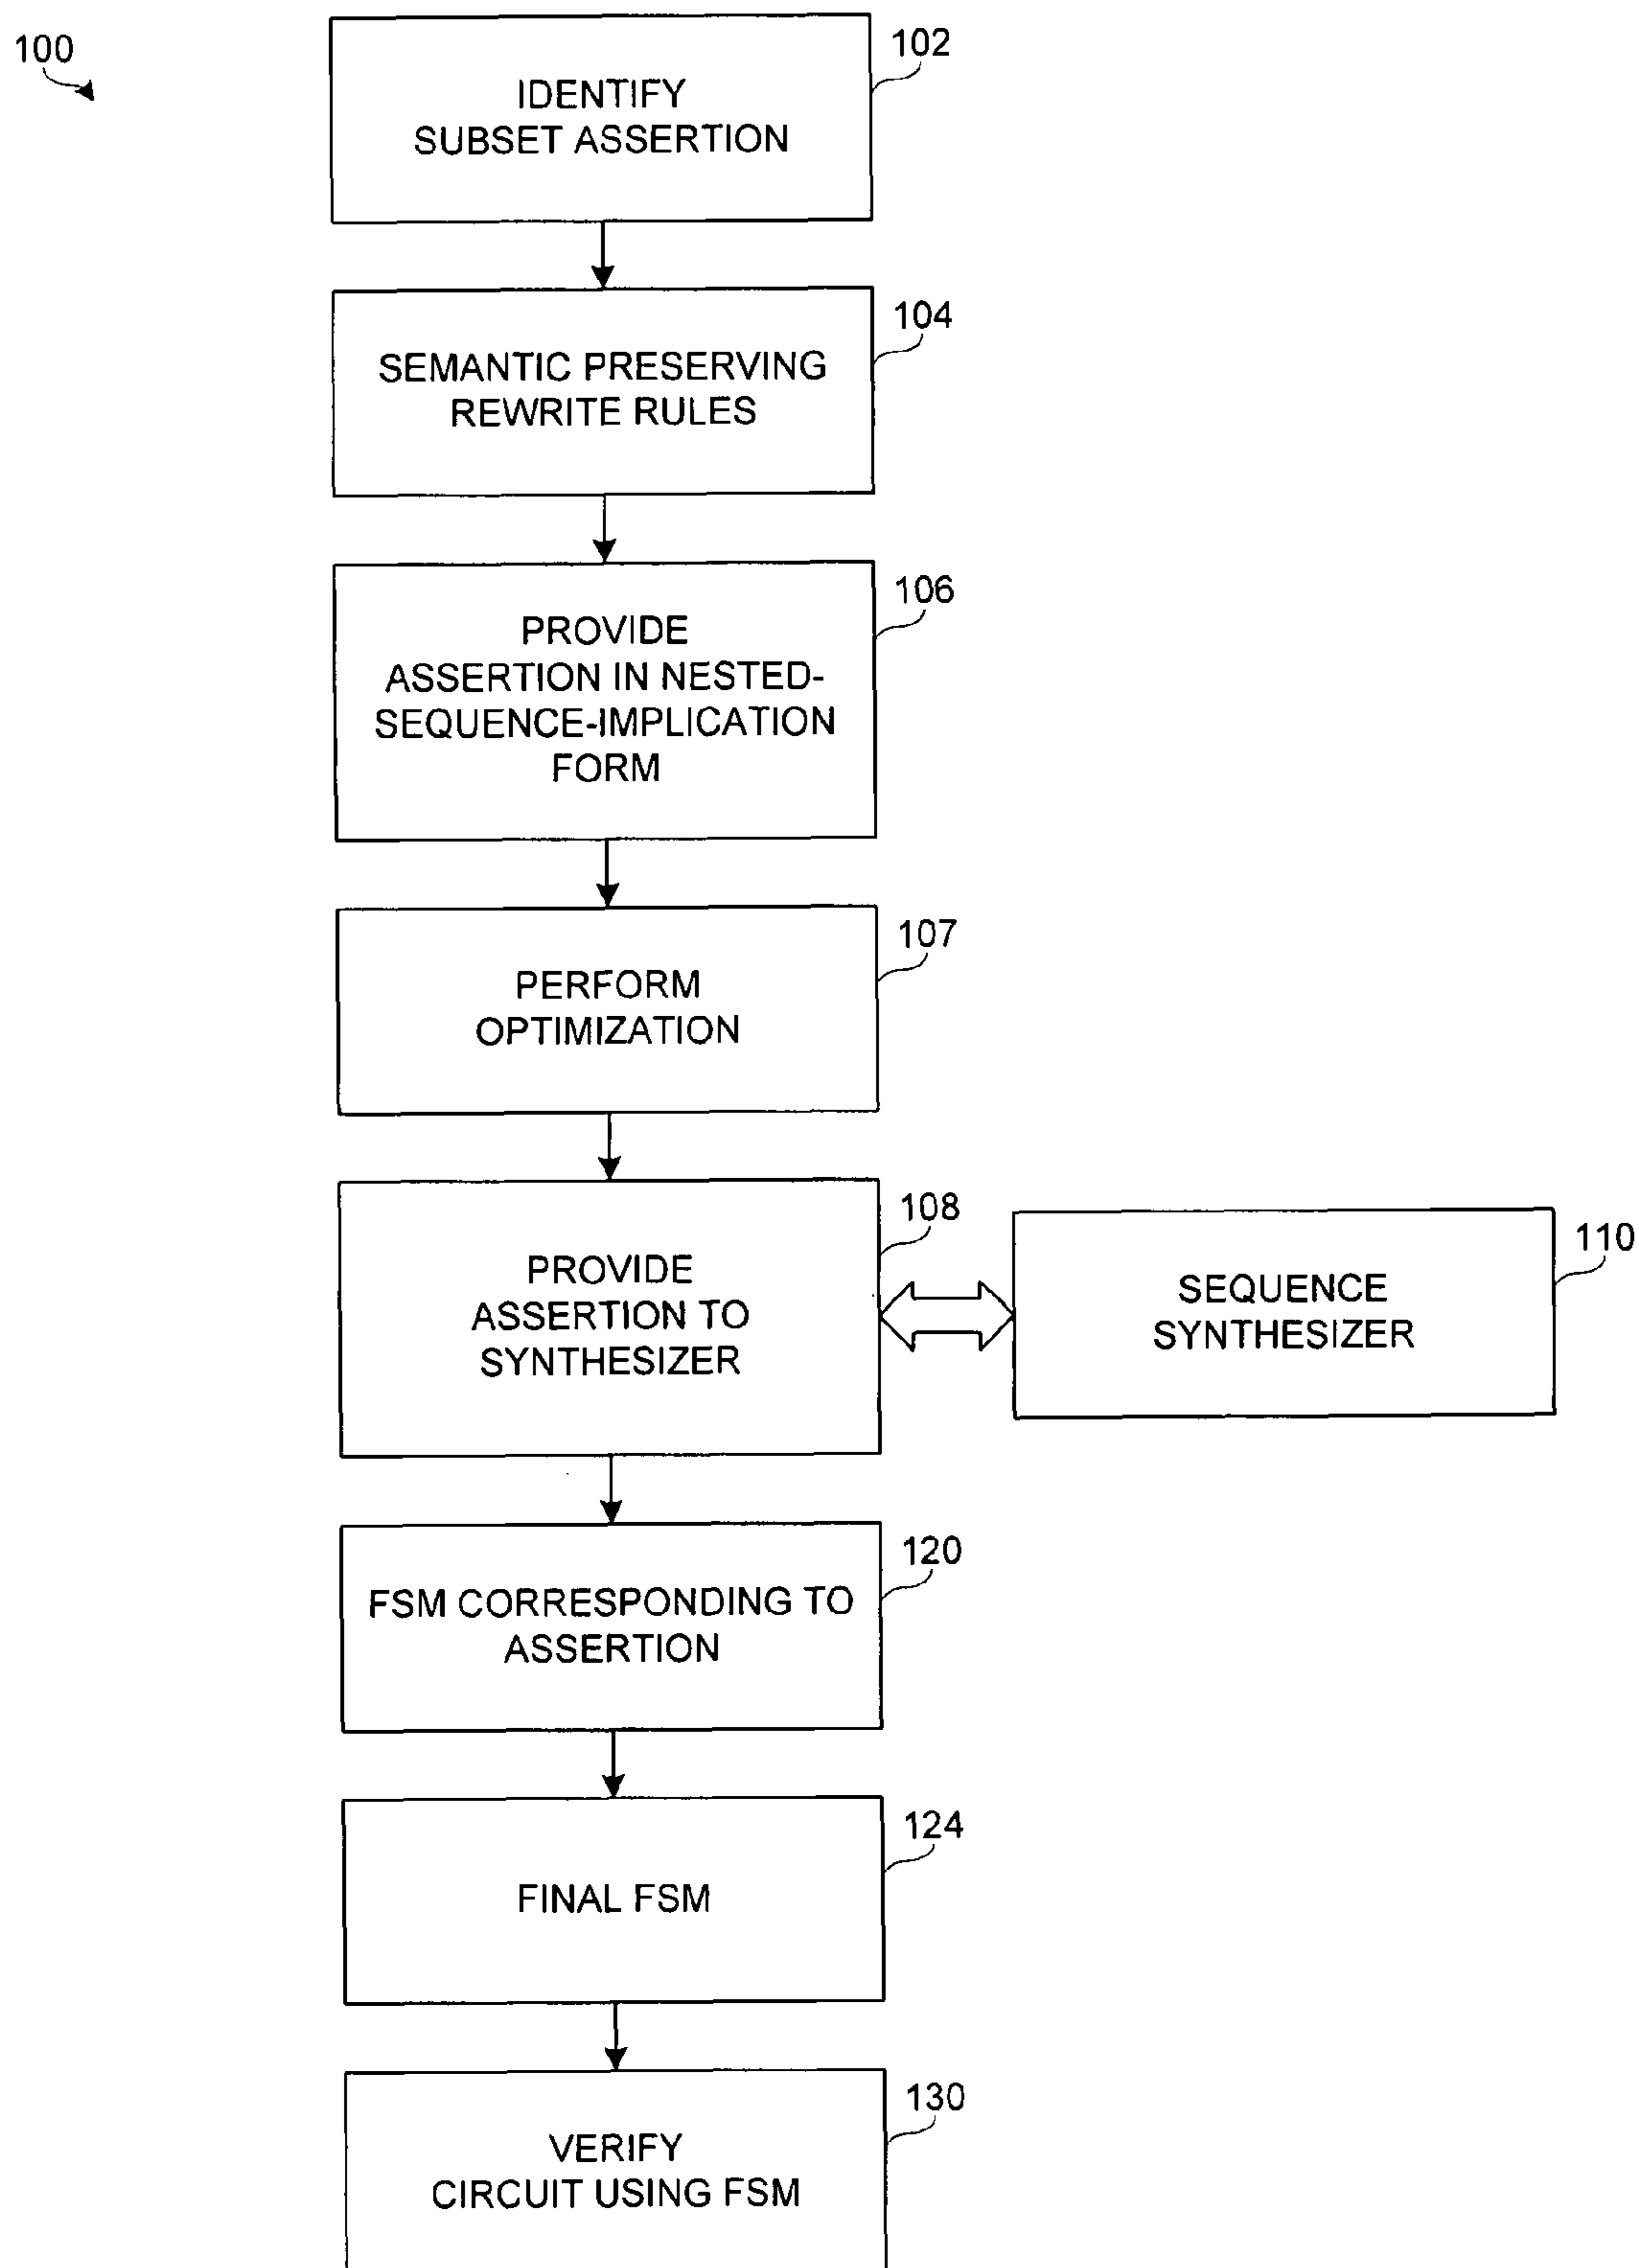 100
102
IDENTIFY
SUBSET ASSERTION
104
SEMANTIC PRESERVING
REWRITE RULES
106
PROVIDE
ASSERTION IN NESTED-
SEQUENCE-IMPLICATION
FORM
107
PERFORM
OPTIMIZATION
108
PROVIDE
ASSERTION TO
SYNTHESIZER
110
SEQUENCE
SYNTHESIZER
120
FSM CORRESPONDING TO
ASSERTION
124
FINAL FSM
130
VERIFY
CIRCUIT USING FSM